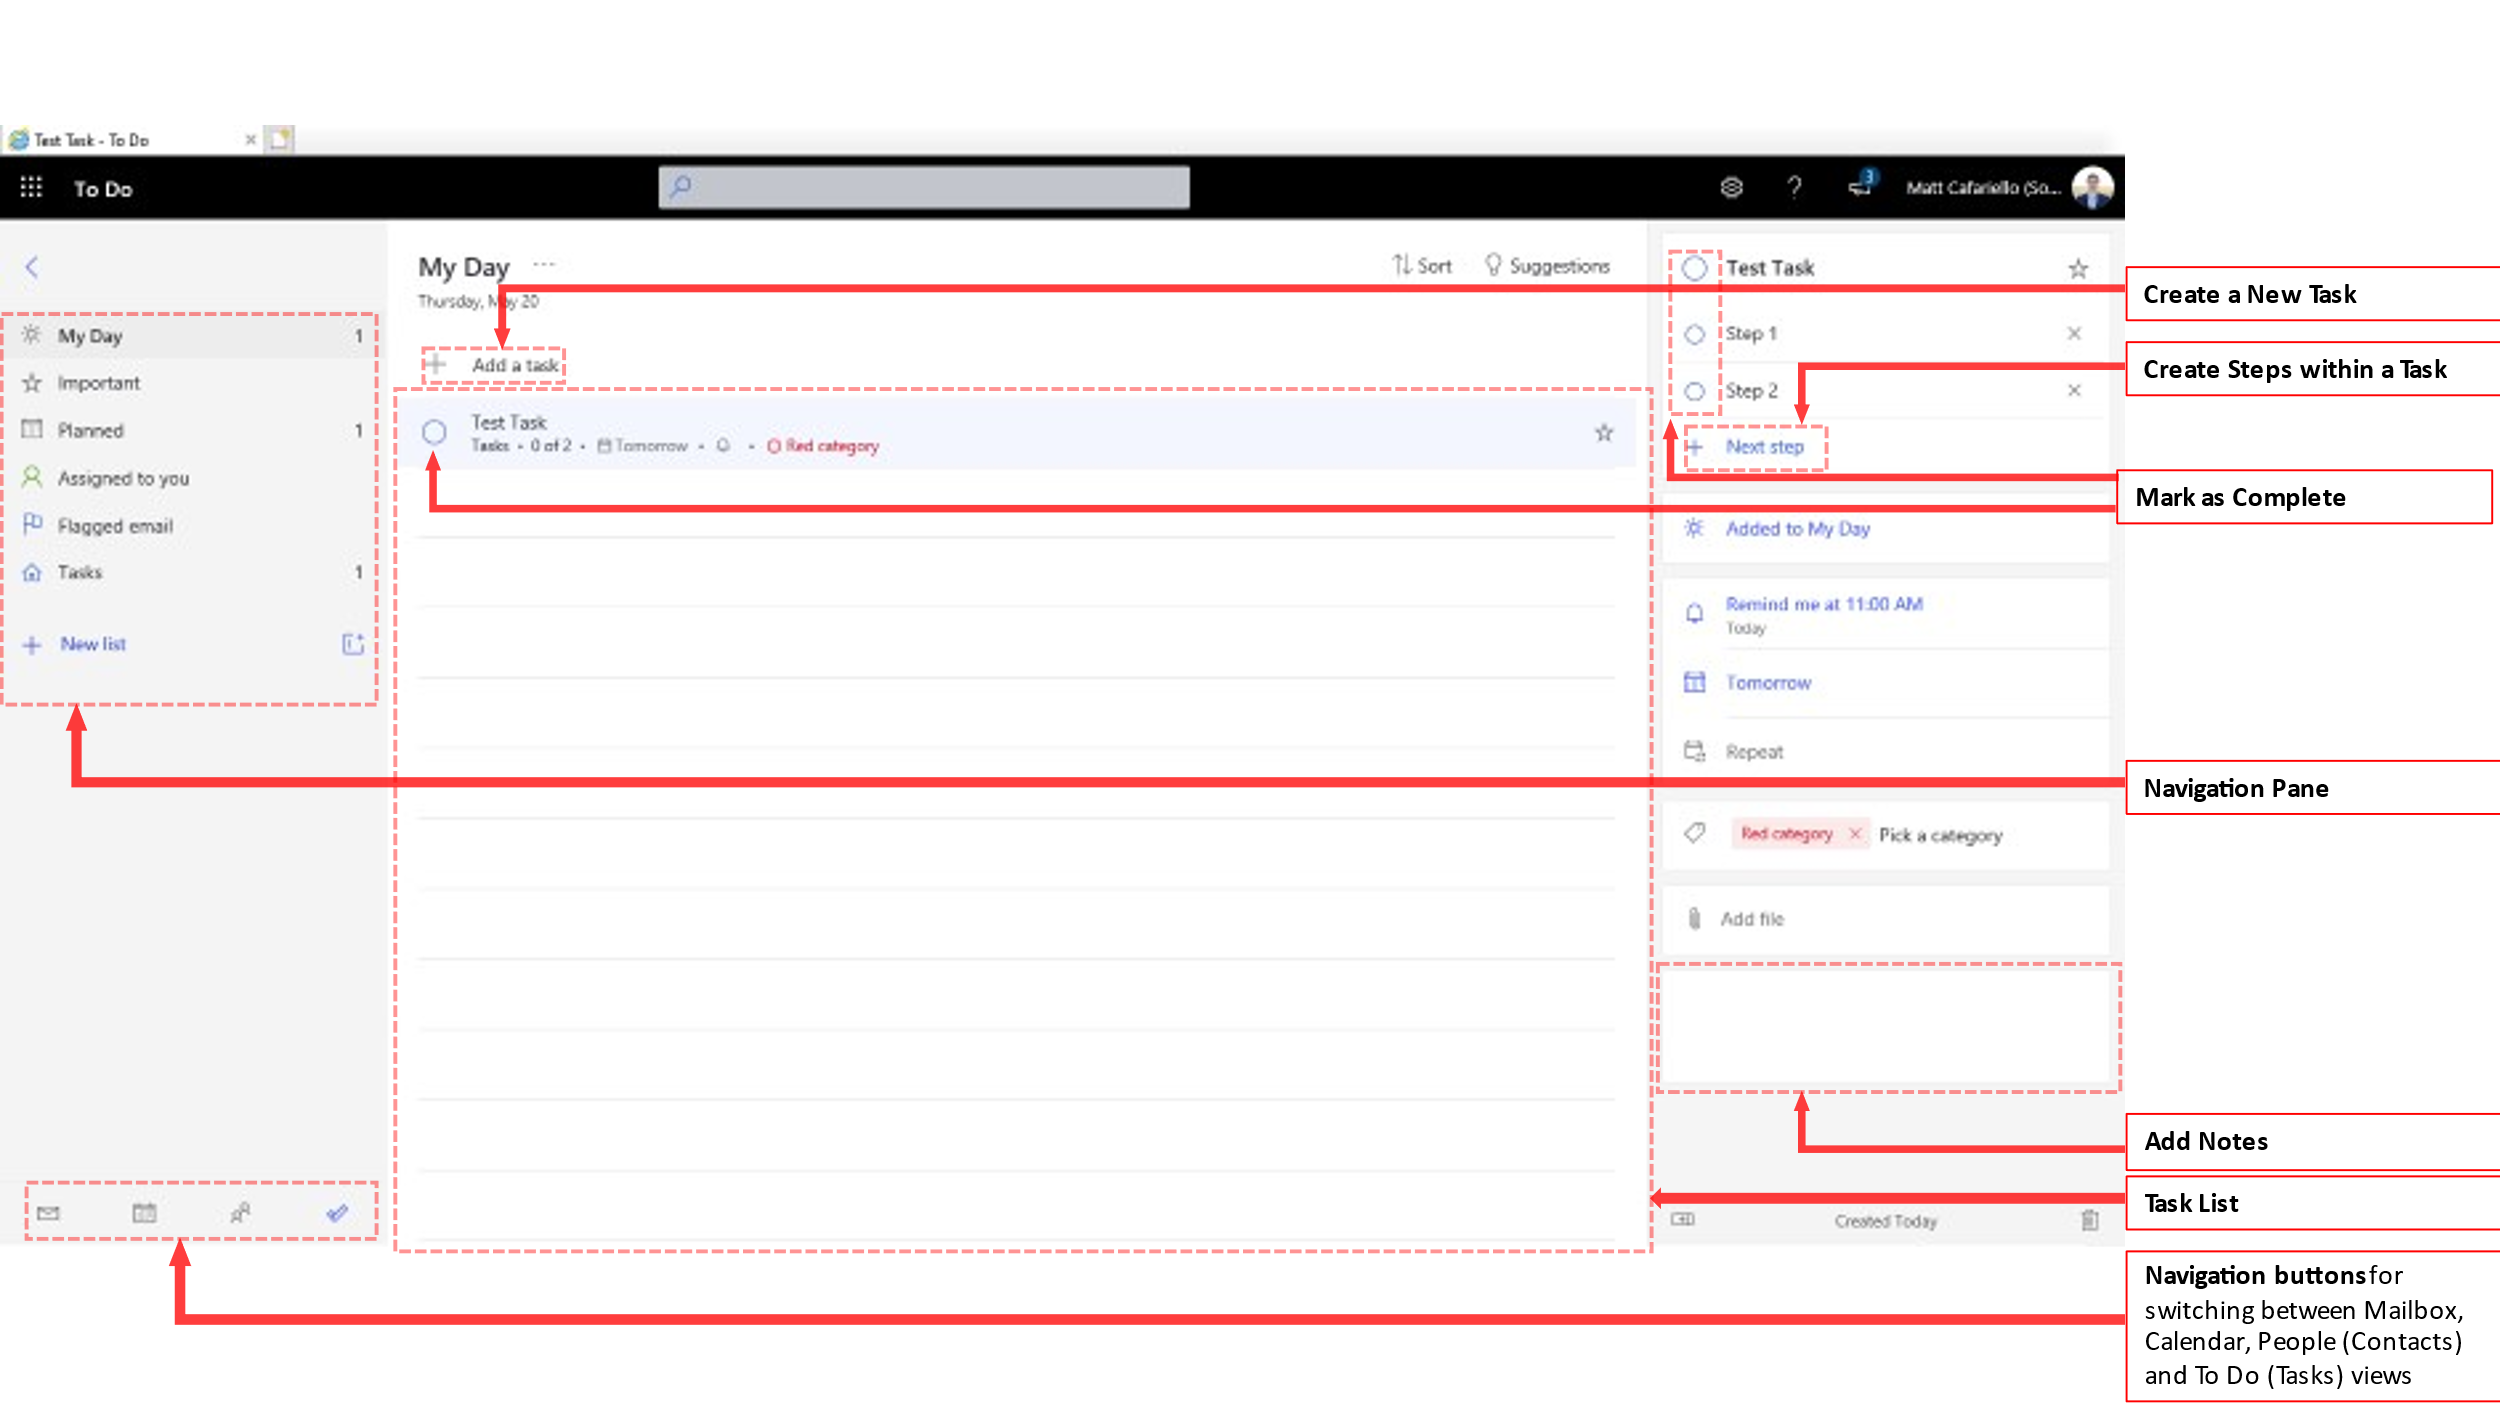 Test Task - To Do
To Do
3
Matt Cafariello (So...
My Day
1
Important
Planned
1
Assigned to you
Flagged email
Tasks
1
New list
My Day ...
Thursday, May 20
Sort
Suggestions
Add a task
Test Task
Tasks • 0 of 2 • Tomorrow • • Red category
Test Task
Step 1
Step 2
Next step
Added to My Day
Remind me at 11:00 AM
Today
Tomorrow
Repeat
Red category
Pick a category
Add file
Created Today
Create a New Task
Create Steps within a Task
Mark as Complete
Navigation Pane
Add Notes
Task List
Navigation buttons for
switching between Mailbox,
Calendar, People (Contacts)
and To Do (Tasks) views